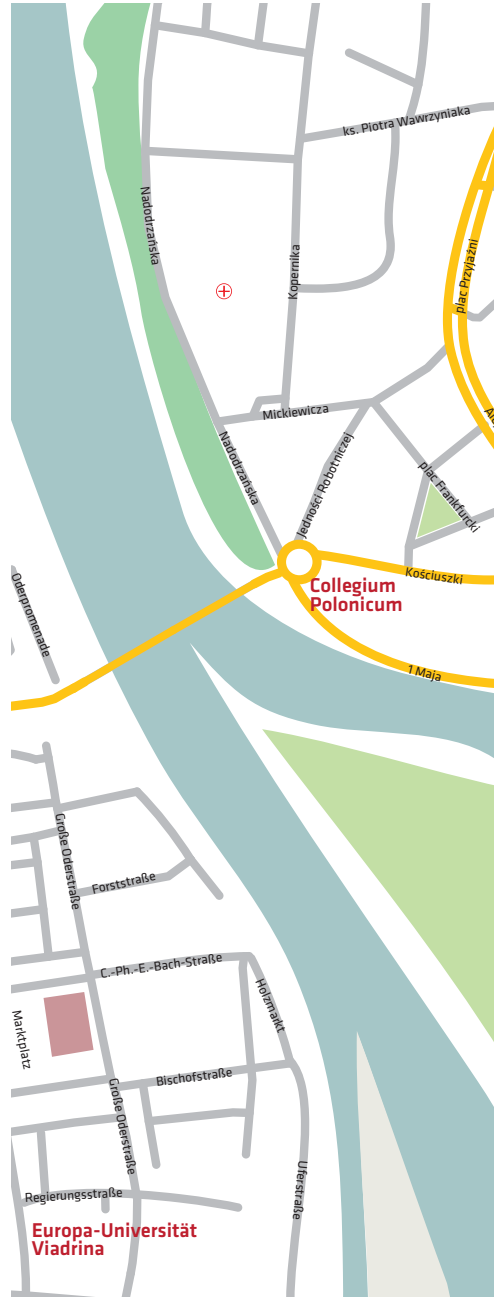 ks. Piotra Wawrzyniaka
Nadodrzańska
plac Przyjaźni
Kopernika
Mickiewicza
Nadodrzańska
Jedności Robotniczej
plac Frankfurcki
Kościuszki
Collegium
Polonicum
Oderpromenade
1 Maja
Große Oderstraße
Forststraße
C.-Ph.-E.-Bach-Straße
Holzmarkt
Marktplatz
Bischofstraße
Große Oderstraße
Uferstraße
Regierungsstraße
Europa-Universität
Viadrina